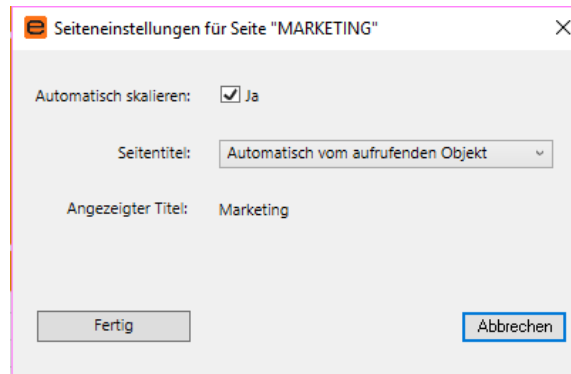 e Seiteneinstellungen für Seite "MARKETING"
Automatisch skalieren: Ja
Seitentitel: Automatisch vom aufrufenden Objekt
Angezeigter Titel: Marketing
Fertig Abbrechen